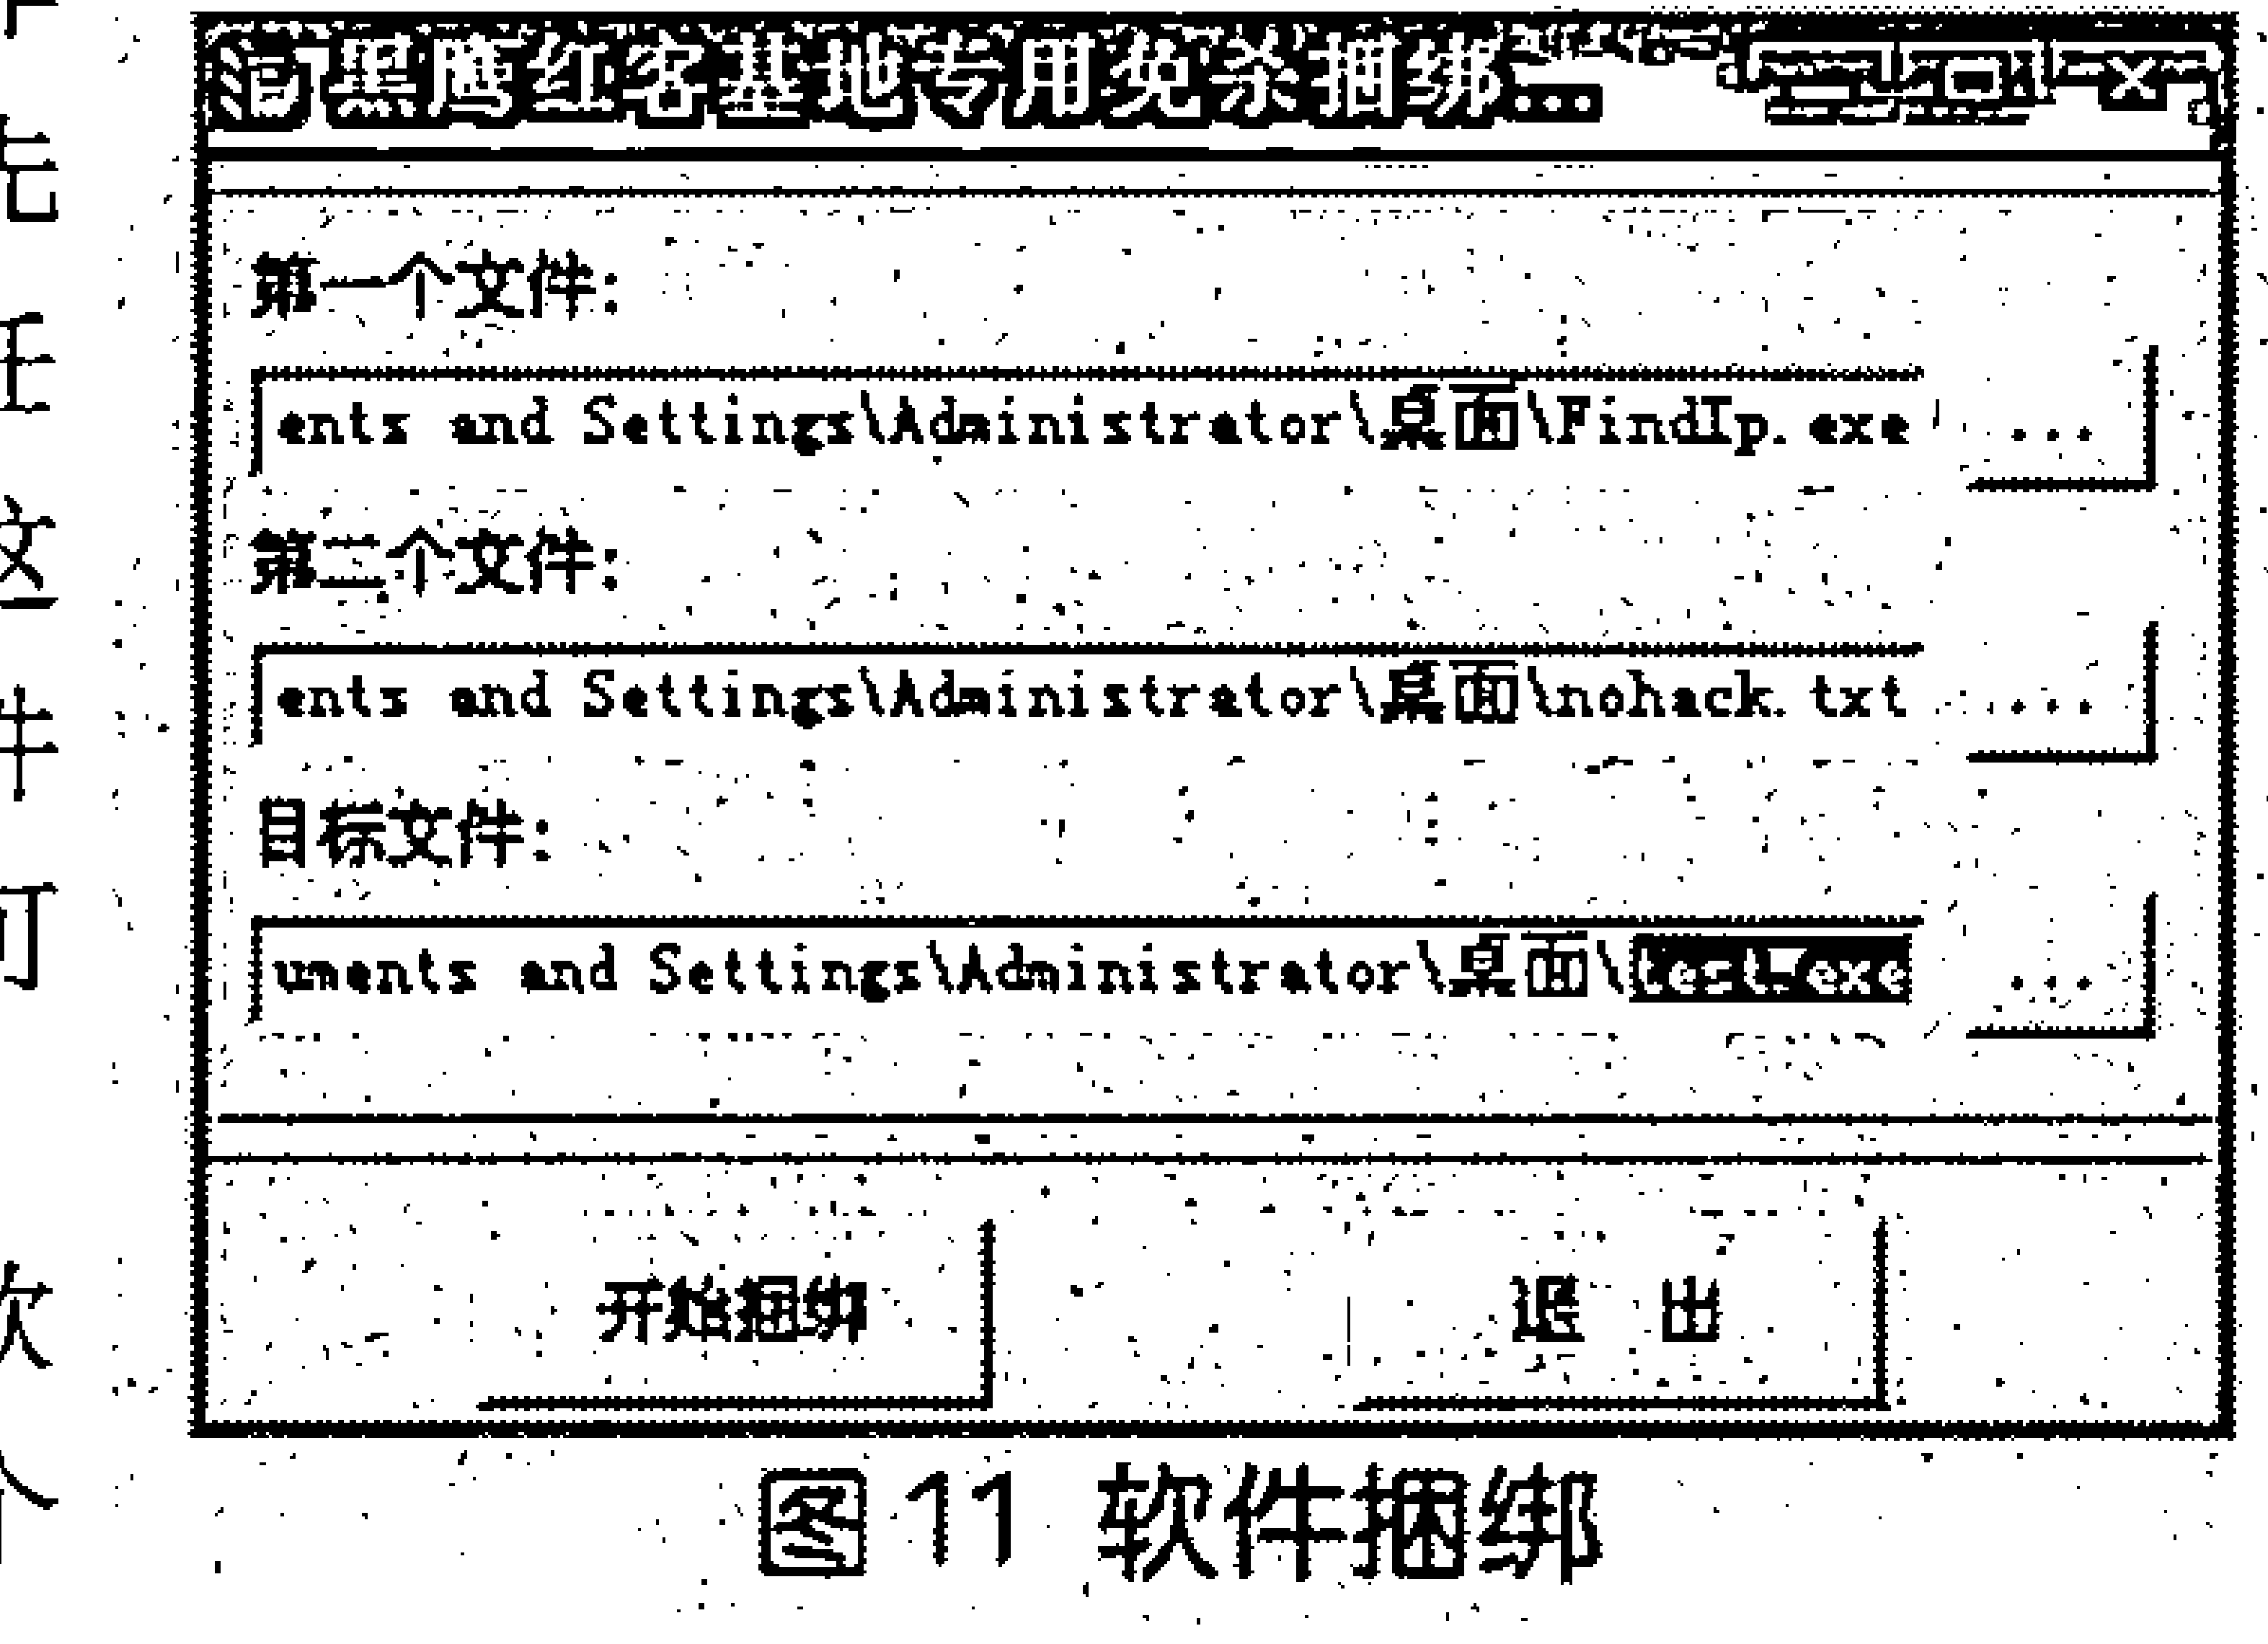 黑鹰红客基地专用免杀捆绑...
第一个文件:
ents and Settings\Administrator\桌面\FindIp.exe ...
第二个文件:
ents and Settings\Administrator\桌面\nohack.txt ...
目标文件:
uments and Settings\Administrator\桌面\test.exe ...
开始捆绑 退 出
图11 软件捆绑